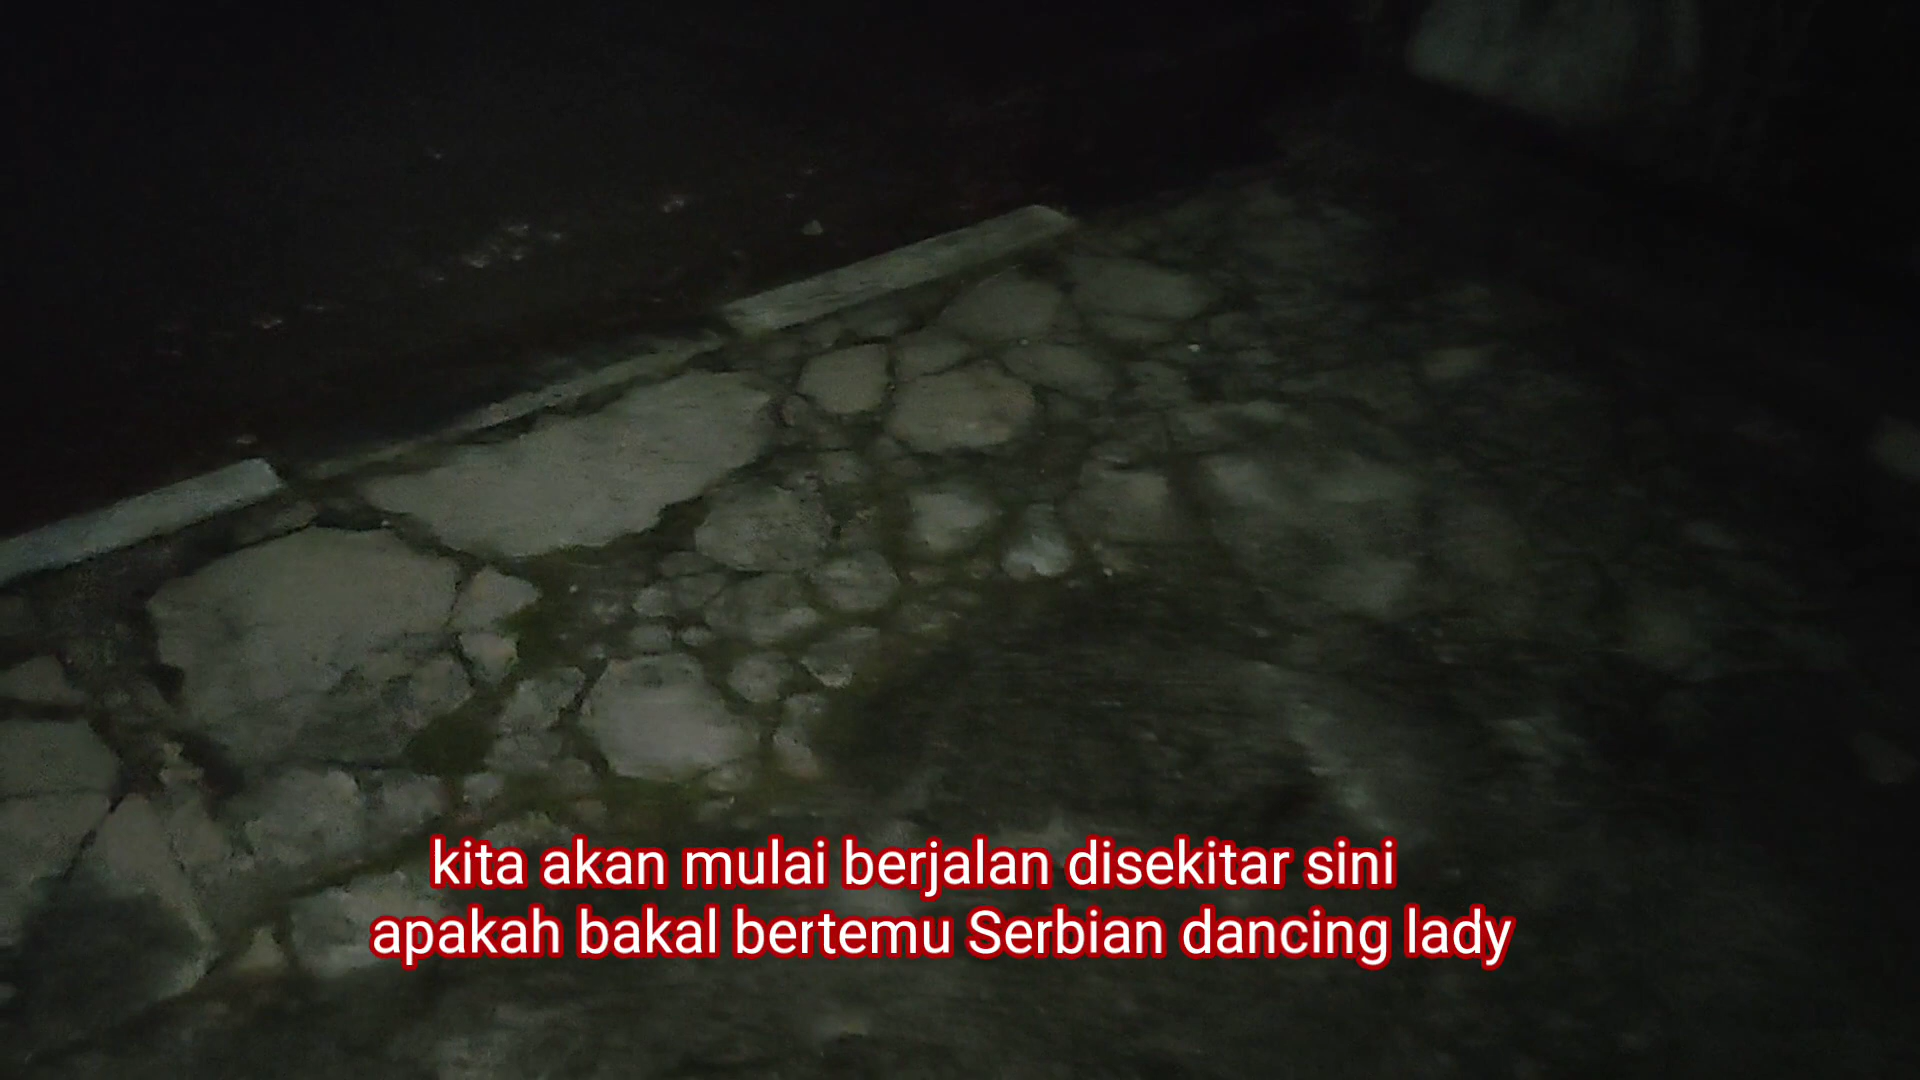 kita akan mulai berjalan disekitar sini
apakah bakal bertemu Serbian dancing lady